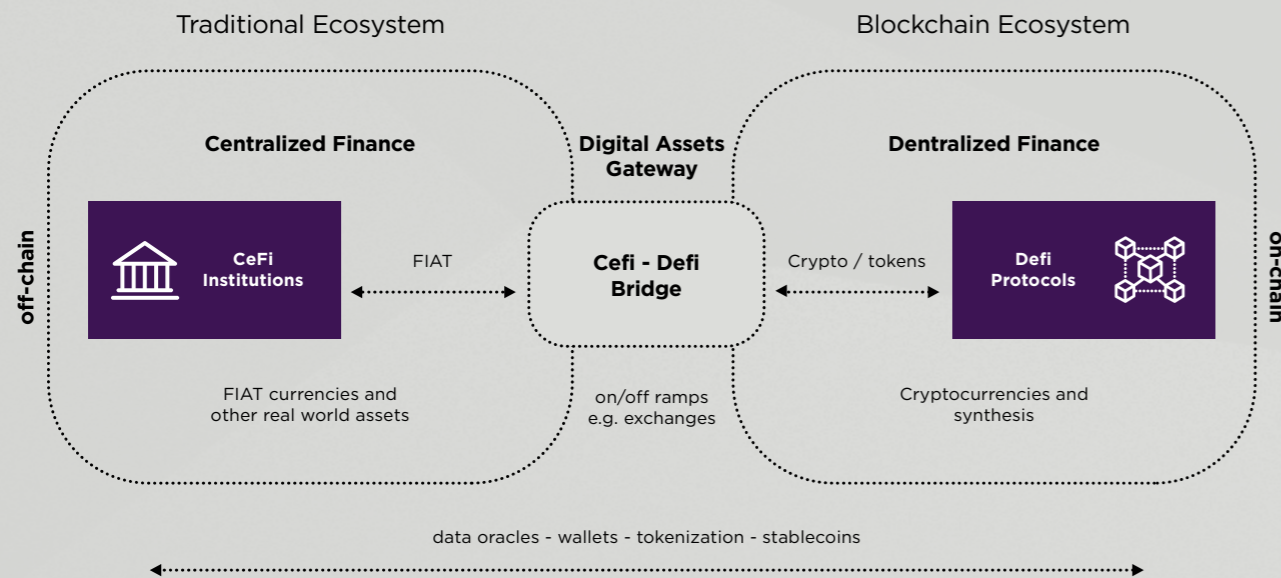 Traditional Ecosystem
Blockchain Ecosystem
Centralized Finance
Digital Assets
Gateway
Dentralized Finance
off-chain
CeFi
Institutions
FIAT
Cefi - Defi
Bridge
Crypto / tokens
Defi
Protocols
on-chain
FIAT currencies and
other real world assets
on/off ramps
e.g. exchanges
Cryptocurrencies and
synthesis
data oracles - wallets - tokenization - stablecoins